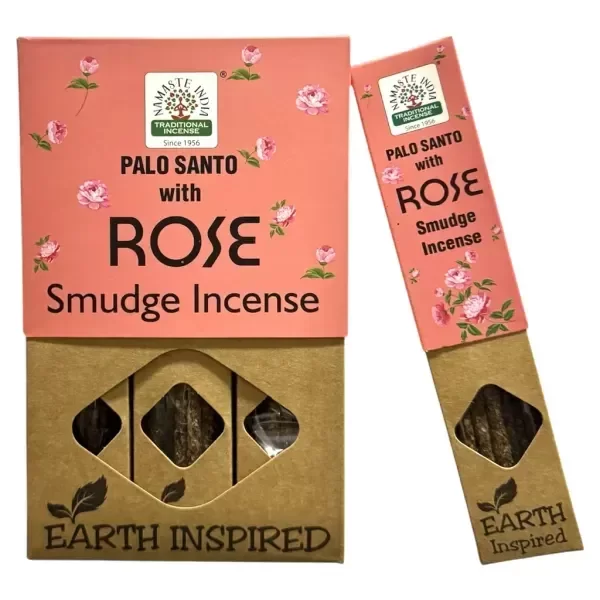 NAMASTE INDIA
®
TRADITIONAL
INCENSE
Since 1956
PALO SANTO
with
ROSE
Smudge Incense
EARTH INSPIRED
NAMASTE INDIA
TRADITIONAL
INCENSE
Since 1956
PALO SANTO
with
ROSE
Smudge
Incense
EARTH
Inspired